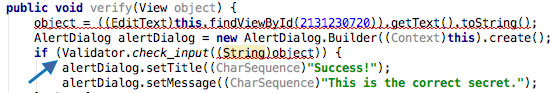 public void verify(View object) {
object = ((EditText)this.findViewById(2131230720)).getText().toString();
AlertDialog alertDialog = new AlertDialog.Builder((Context)this).create();
if (Validator.check_input((String)object)) {
alertDialog.setTitle((CharSequence)"Success!");
alertDialog.setMessage((CharSequence)"This is the correct secret.");